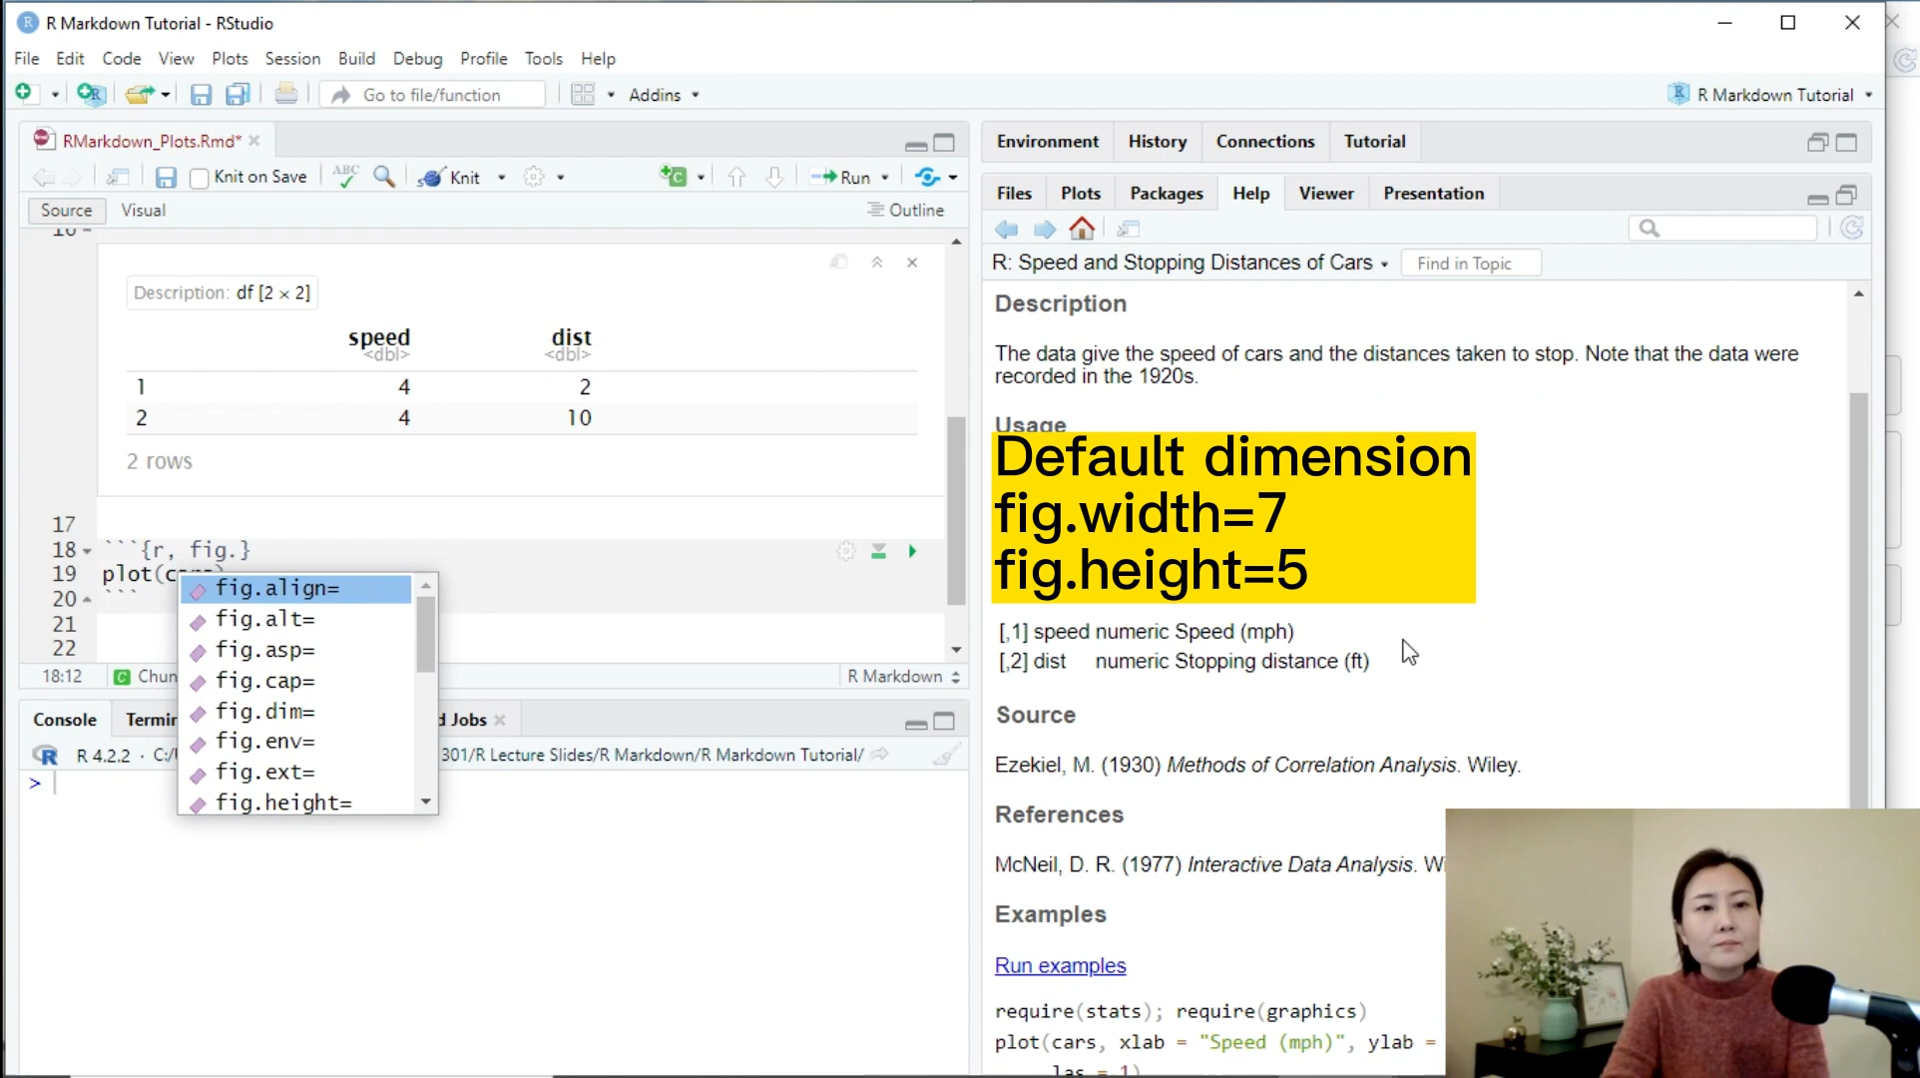 R Markdown Tutorial - RStudio
File Edit Code View Plots Session Build Debug Profile Tools Help
Go to file/function Addins R Markdown Tutorial
RMarkdown_Plots.Rmd*
Knit on Save ABC Knit Run
Source Visual Outline
16
Description: df [2 × 2]
speed dist
<dbl> <dbl>
1 4 2
2 4 10
2 rows
17
18 ```{r, fig.}
19 plot(cars)
20 ```
21
22
fig.align=
fig.alt=
fig.asp=
fig.cap=
fig.dim=
fig.env=
fig.ext=
fig.height=
18:12 Chun R Markdown
Console Termin d Jobs
R 4.2.2 · C:/ 301/R Lecture Slides/R Markdown/R Markdown Tutorial/
>
Environment History Connections Tutorial
Files Plots Packages Help Viewer Presentation
R: Speed and Stopping Distances of Cars Find in Topic
Description
The data give the speed of cars and the distances taken to stop. Note that the data were
recorded in the 1920s.
Usage
Default dimension
fig.width=7
fig.height=5
[,1] speed numeric Speed (mph)
[,2] dist numeric Stopping distance (ft)
Source
Ezekiel, M. (1930) Methods of Correlation Analysis. Wiley.
References
McNeil, D. R. (1977) Interactive Data Analysis. Wi
Examples
Run examples
require(stats); require(graphics)
plot(cars, xlab = "Speed (mph)", ylab =
las = 1)